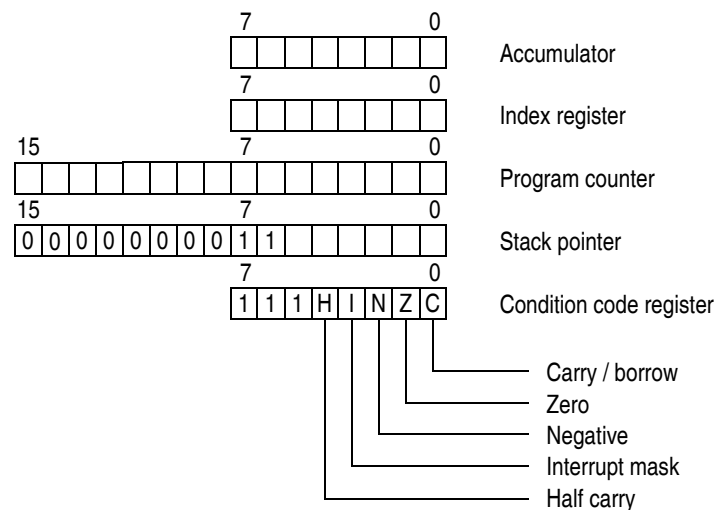 7 0
Accumulator
7 0
Index register
15 7 0
Program counter
15 7 0
0 0 0 0 0 0 0 0 1 1 Stack pointer
7 0
1 1 1 H I N Z C Condition code register
Carry / borrow
Zero
Negative
Interrupt mask
Half carry